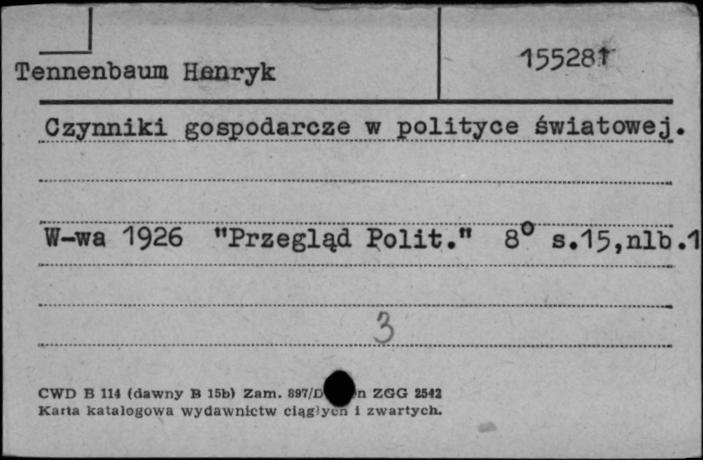 155281
Tennenbaum Henryk
Czynniki gospodarcze w polityce światowej.
W-wa 1926 "Przegląd Polit." 8° s.15,nlb.1
3
CWD B 114 (dawny B 15b) Zam. 897/D n ZGG 2542
Karta katalogowa wydawnictw ciągłych i zwartych.